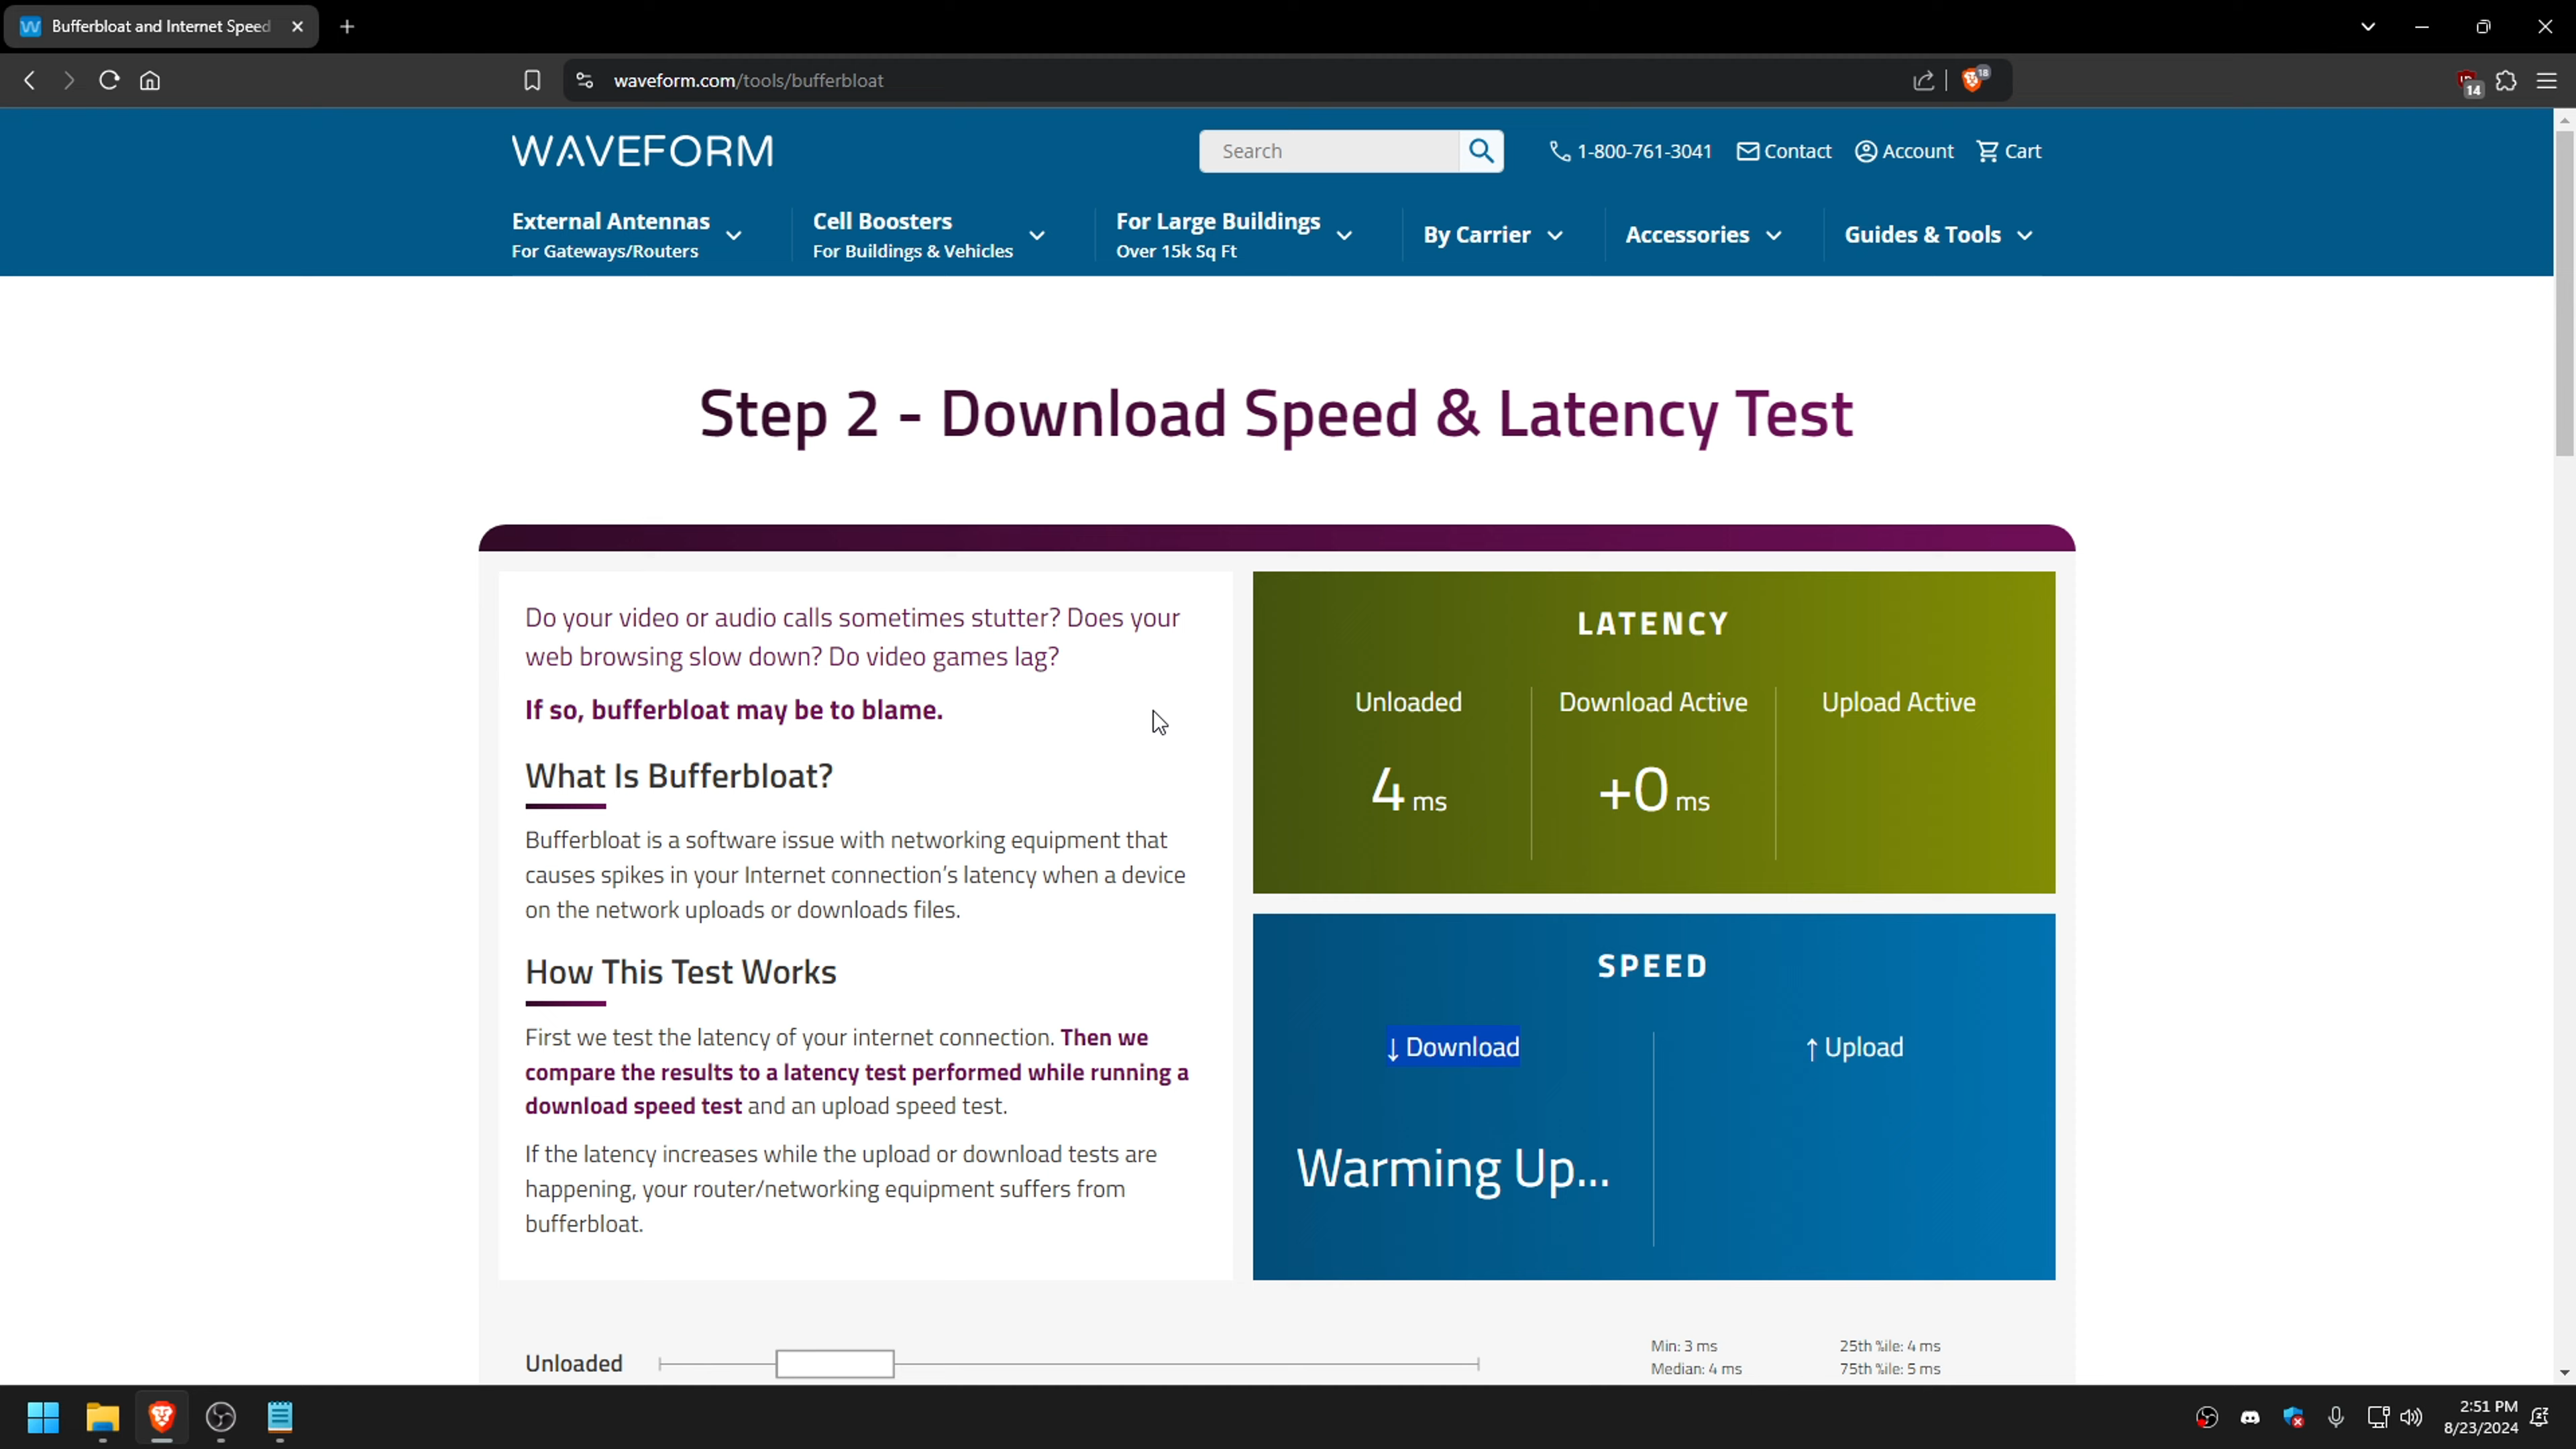 Bufferbloat and Internet Speed
waveform.com/tools/bufferbloat
18
14
WAVEFORM
Search
1-800-761-3041
Contact
Account
Cart
External Antennas
For Gateways/Routers
Cell Boosters
For Buildings & Vehicles
For Large Buildings
Over 15k Sq Ft
By Carrier
Accessories
Guides & Tools
Step 2 - Download Speed & Latency Test
Do your video or audio calls sometimes stutter? Does your
web browsing slow down? Do video games lag?
If so, bufferbloat may be to blame.
What Is Bufferbloat?
Bufferbloat is a software issue with networking equipment that
causes spikes in your Internet connection's latency when a device
on the network uploads or downloads files.
How This Test Works
First we test the latency of your internet connection. Then we
compare the results to a latency test performed while running a
download speed test and an upload speed test.
If the latency increases while the upload or download tests are
happening, your router/networking equipment suffers from
bufferbloat.
LATENCY
Unloaded
Download Active
Upload Active
4 ms
+0 ms
SPEED
↓ Download
↑ Upload
Warming Up...
Unloaded
Min: 3 ms
25th %ile: 4 ms
Median: 4 ms
75th %ile: 5 ms
2:51 PM
8/23/2024